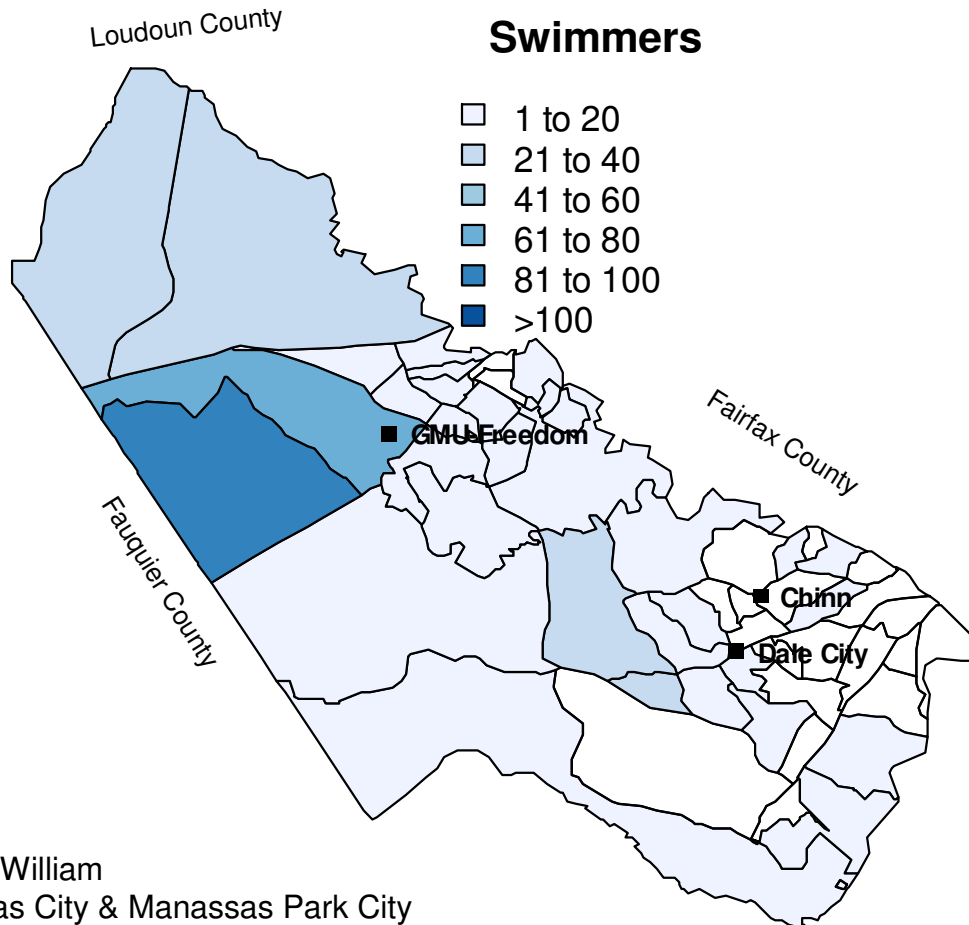 Loudoun County
Swimmers
1 to 20
21 to 40
41 to 60
61 to 80
81 to 100
>100
Fairfax County
GMU-Freedom
Fauquier County
Chinn
Dale City
William
as City & Manassas Park City